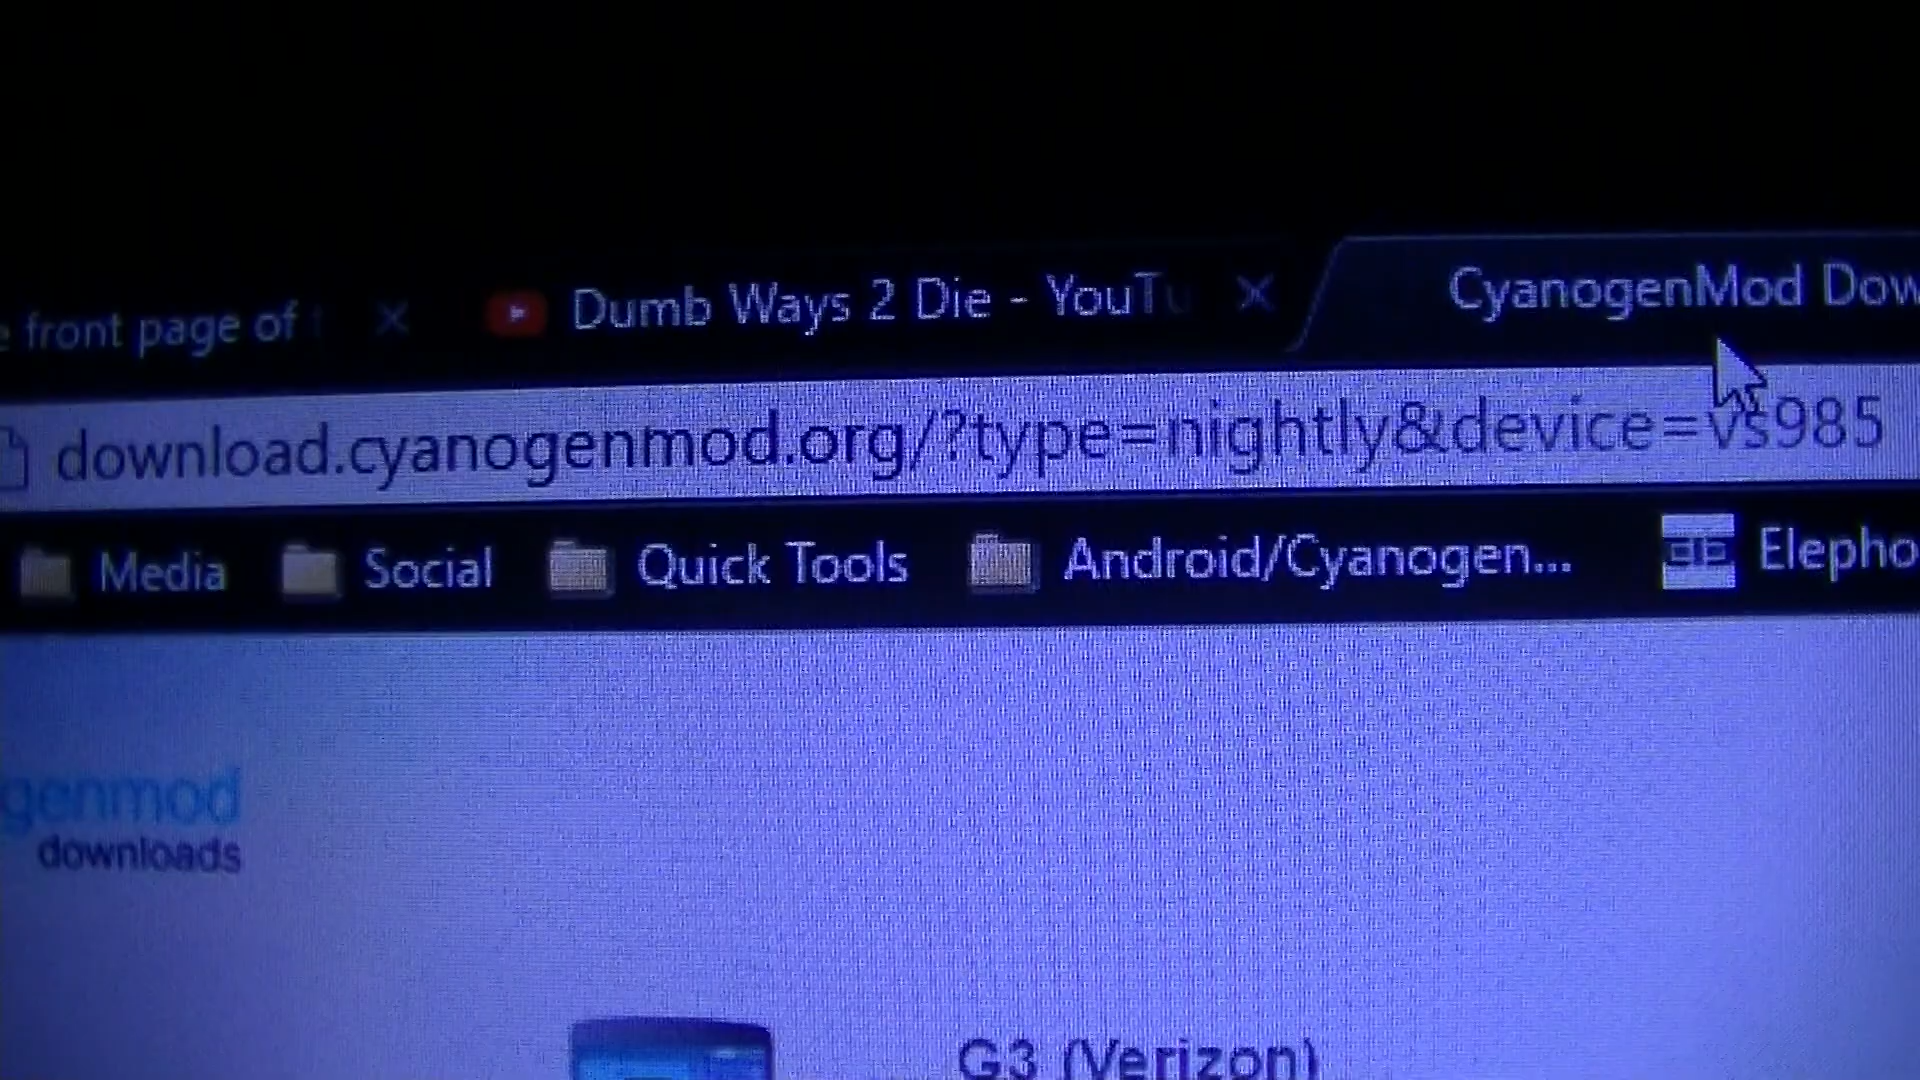 front page of
Dumb Ways 2 Die - YouTu
CyanogenMod Dow
download.cyanogenmod.org/?type=nightly&device=vs985
Media
Social
Quick Tools
Android/Cyanogen...
Elepho
genmod
downloads
G3 (Verizon)